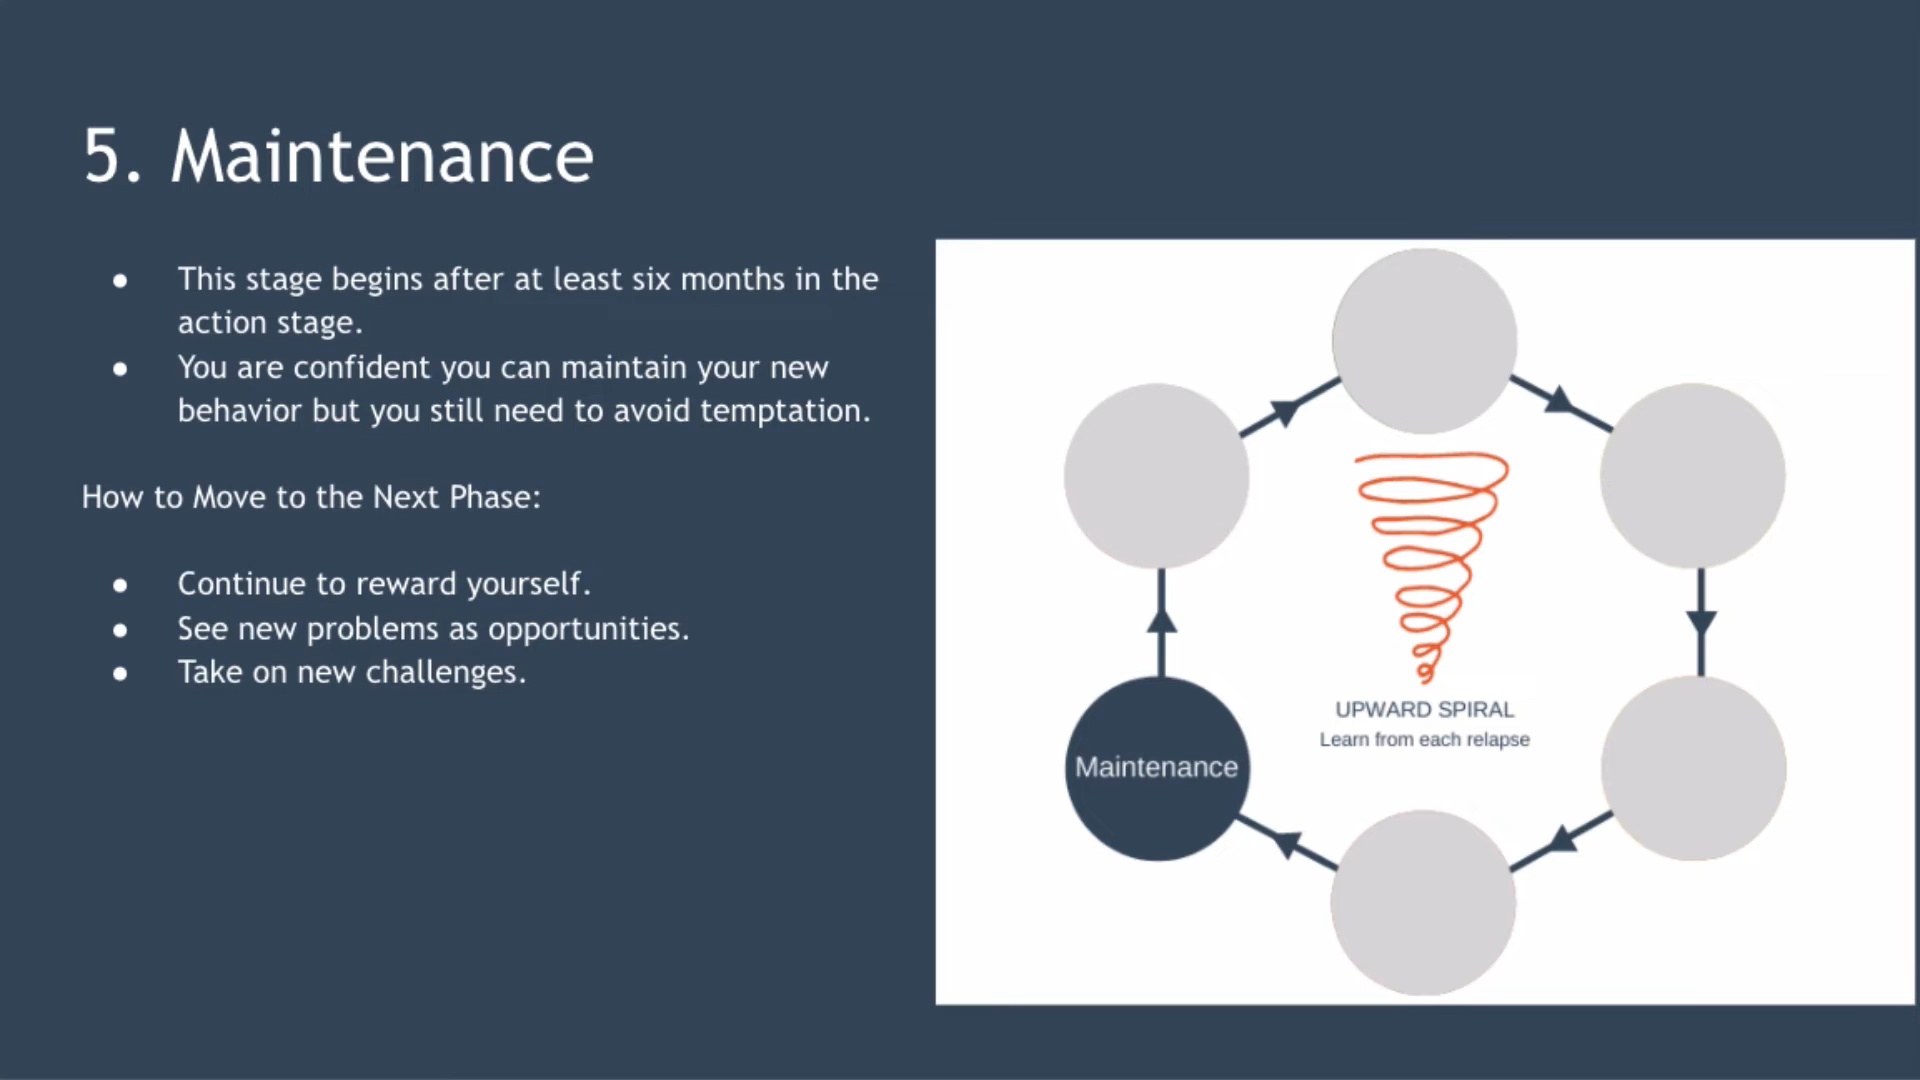 5. Maintenance
● This stage begins after at least six months in the
action stage.
● You are confident you can maintain your new
behavior but you still need to avoid temptation.
How to Move to the Next Phase:
● Continue to reward yourself.
● See new problems as opportunities.
● Take on new challenges.
UPWARD SPIRAL
Learn from each relapse
Maintenance